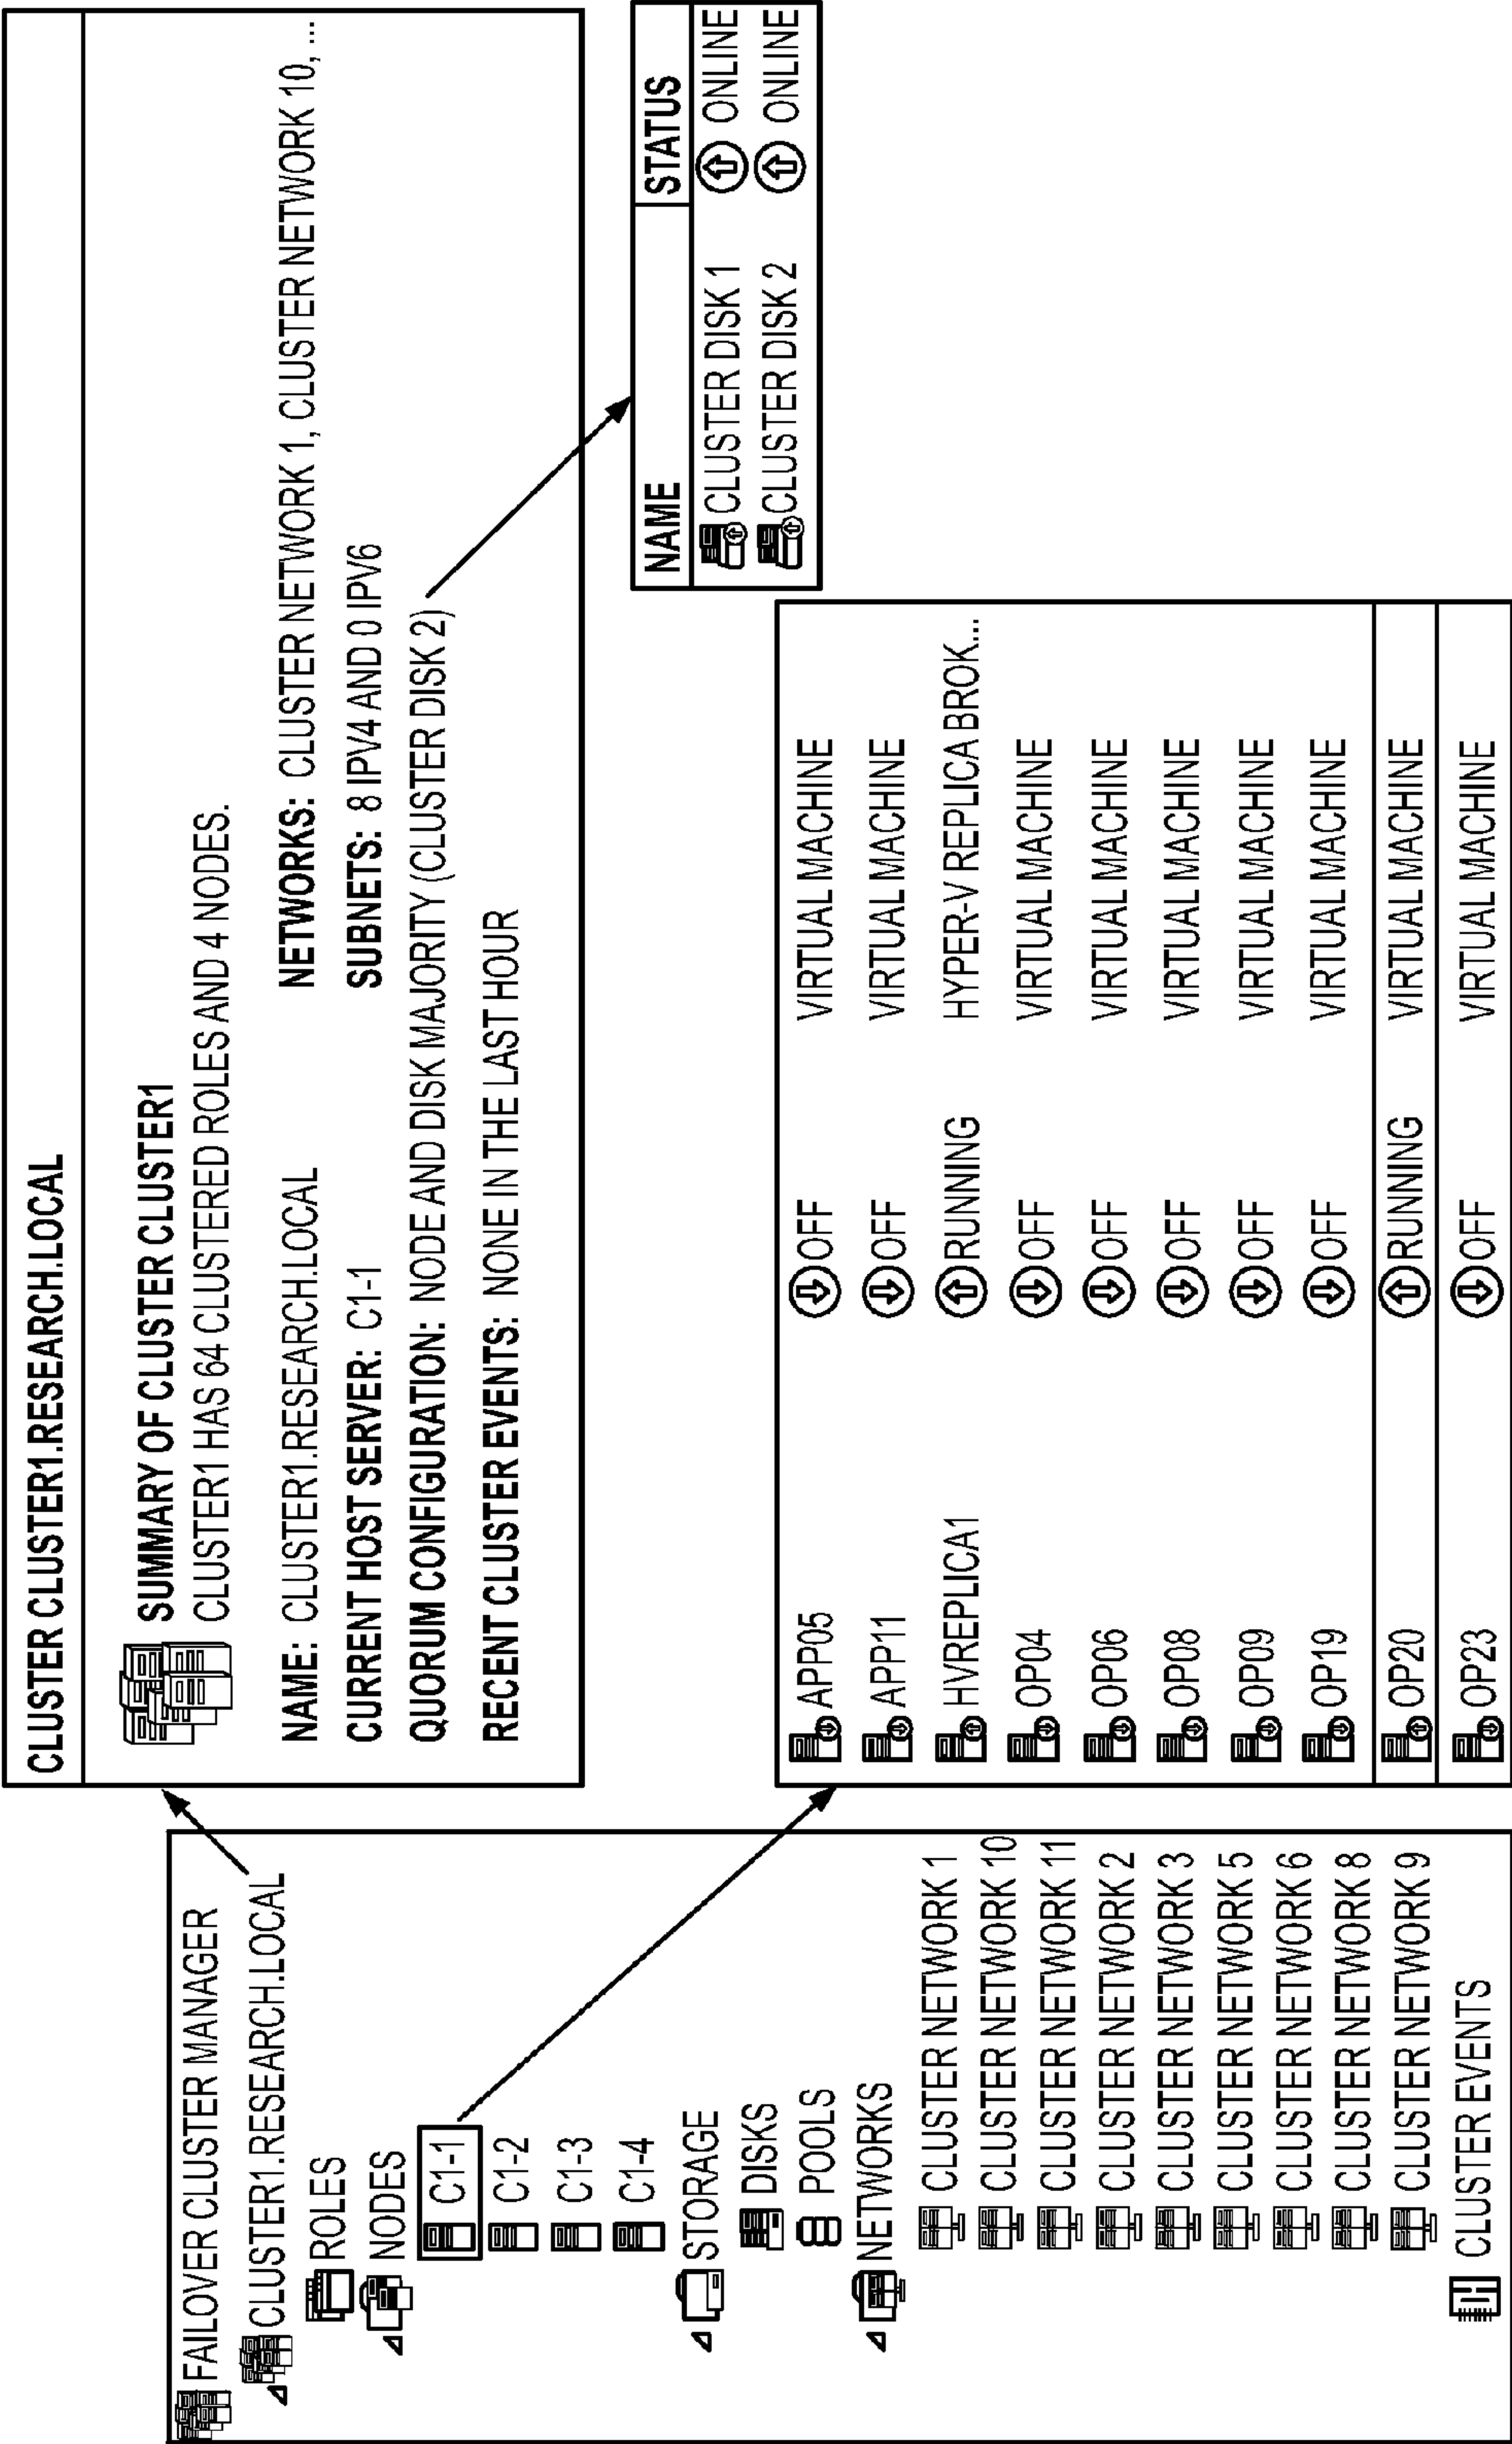 FAILOVER CLUSTER MANAGER
CLUSTER1.RESEARCH.LOCAL
ROLES
NODES
C1-1
C1-2
C1-3
C1-4
STORAGE
DISKS
POOLS
NETWORKS
CLUSTER NETWORK 1
CLUSTER NETWORK 10
CLUSTER NETWORK 11
CLUSTER NETWORK 2
CLUSTER NETWORK 3
CLUSTER NETWORK 5
CLUSTER NETWORK 6
CLUSTER NETWORK 8
CLUSTER NETWORK 9
CLUSTER EVENTS
CLUSTER CLUSTER1.RESEARCH.LOCAL
SUMMARY OF CLUSTER CLUSTER1
CLUSTER1 HAS 64 CLUSTERED ROLES AND 4 NODES.
NAME: CLUSTER1.RESEARCH.LOCAL NETWORKS: CLUSTER NETWORK 1, CLUSTER NETWORK 10, ...
CURRENT HOST SERVER: C1-1 SUBNETS: 8 IPV4 AND 0 IPV6
QUORUM CONFIGURATION: NODE AND DISK MAJORITY (CLUSTER DISK 2)
RECENT CLUSTER EVENTS: NONE IN THE LAST HOUR
NAME STATUS
CLUSTER DISK 1 ONLINE
CLUSTER DISK 2 ONLINE
APP05 OFF VIRTUAL MACHINE
APP11 OFF VIRTUAL MACHINE
HVREPLICA1 RUNNING HYPER-V REPLICA BROK...
OP04 OFF VIRTUAL MACHINE
OP06 OFF VIRTUAL MACHINE
OP08 OFF VIRTUAL MACHINE
OP09 OFF VIRTUAL MACHINE
OP19 OFF VIRTUAL MACHINE
OP20 RUNNING VIRTUAL MACHINE
OP23 OFF VIRTUAL MACHINE